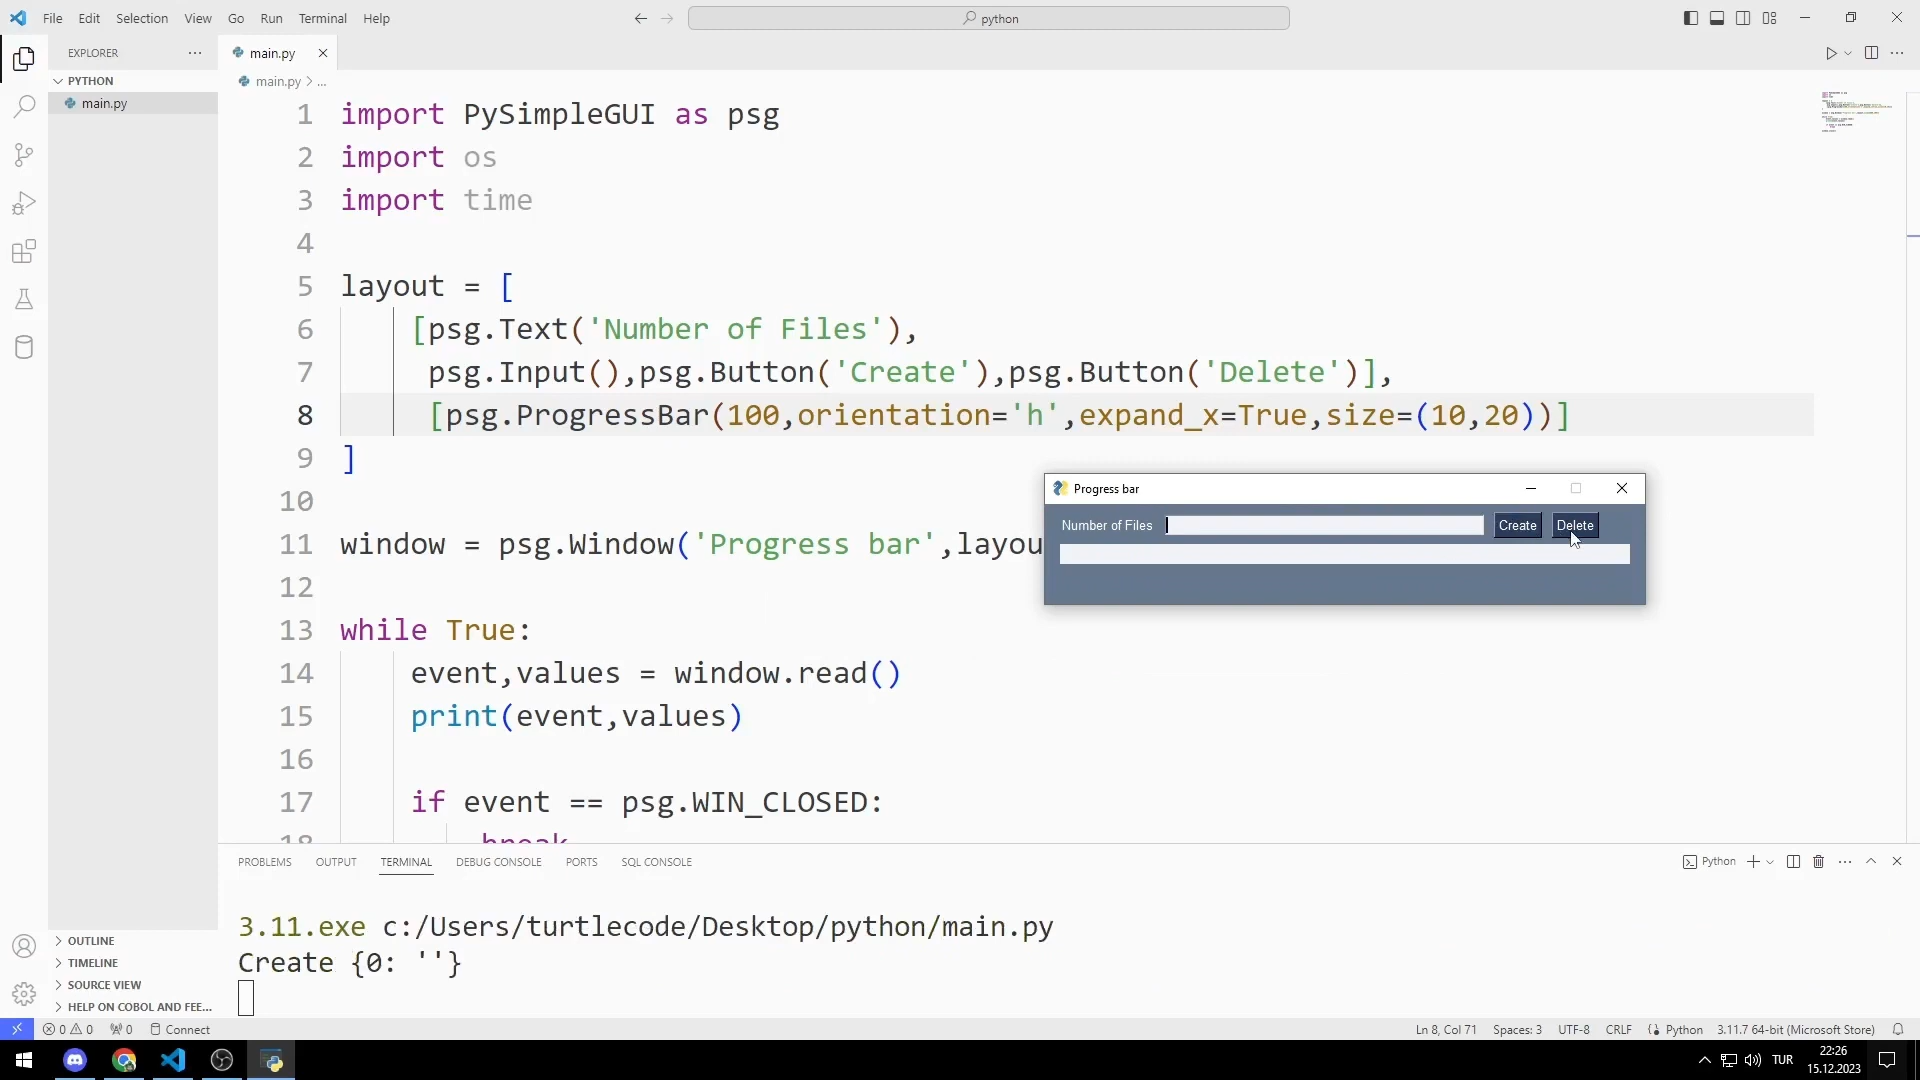 File Edit Selection View Go Run Terminal Help
python
EXPLORER
main.py
PYTHON
main.py > ...
main.py
1 import PySimpleGUI as psg
2 import os
3 import time
4
5 layout = [
6 [psg.Text('Number of Files'),
7 psg.Input(),psg.Button('Create'),psg.Button('Delete')],
8 [psg.ProgressBar(100,orientation='h',expand_x=True,size=(10,20))]
9 ]
10
11 window = psg.Window('Progress bar',layou
12
13 while True:
14 event,values = window.read()
15 print(event,values)
16
17 if event == psg.WIN_CLOSED:
18 break
Progress bar
Number of Files Create Delete
PROBLEMS OUTPUT TERMINAL DEBUG CONSOLE PORTS SQL CONSOLE
Python
3.11.exe c:/Users/turtlecode/Desktop/python/main.py
Create {0: ''}
OUTLINE
TIMELINE
SOURCE VIEW
HELP ON COBOL AND FEE...
0 0 0 Connect
Ln 8, Col 71 Spaces: 3 UTF-8 CRLF Python 3.11.7 64-bit (Microsoft Store)
TUR
22:26
15.12.2023